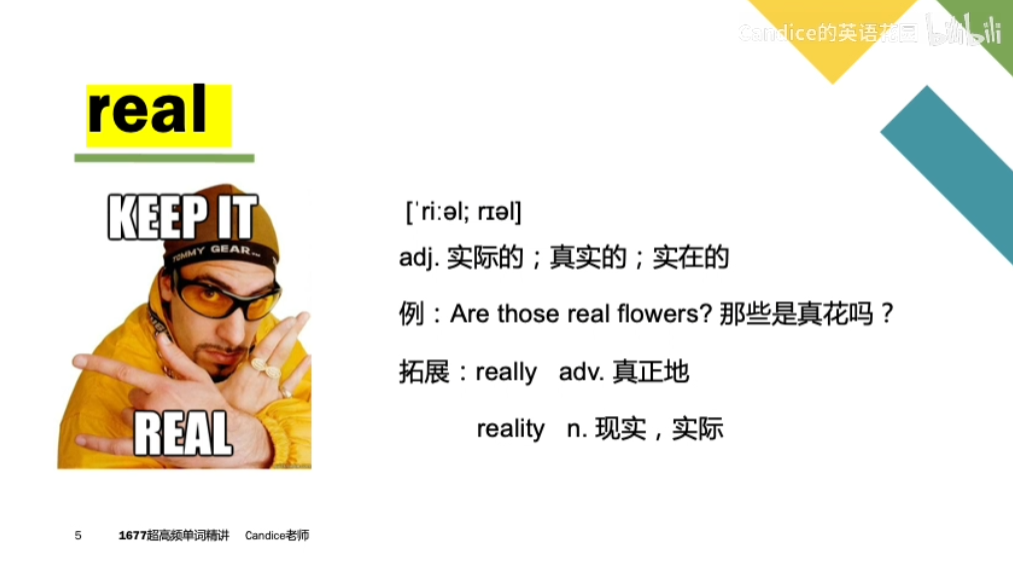 Candice的英语花园 bilibili
real
KEEP IT
TOMMY GEAR...
REAL
[ˈriːəl; rɪəl]
adj. 实际的；真实的；实在的
例：Are those real flowers? 那些是真花吗？
拓展：really adv. 真正地
reality n. 现实，实际
5 1677超高频单词精讲 Candice老师